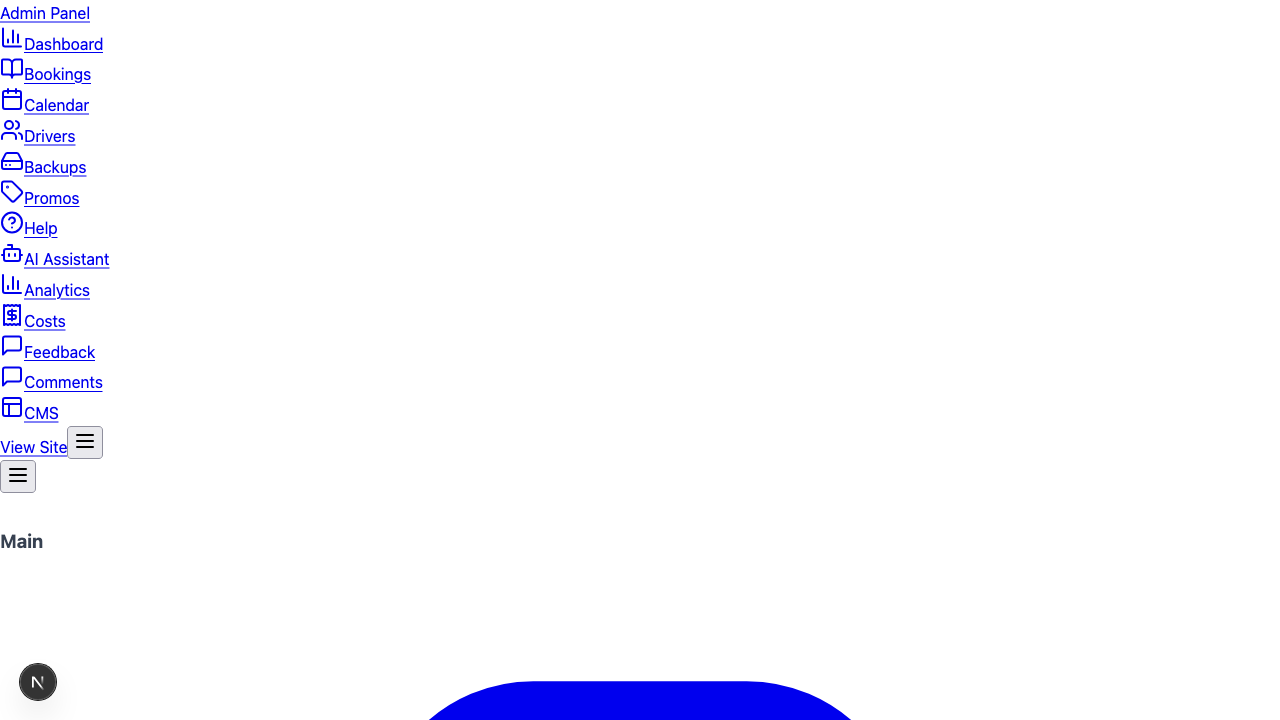 Admin Panel
Dashboard
Bookings
Calendar
Drivers
Backups
Promos
Help
AI Assistant
Analytics
Costs
Feedback
Comments
CMS
View Site
Main
N